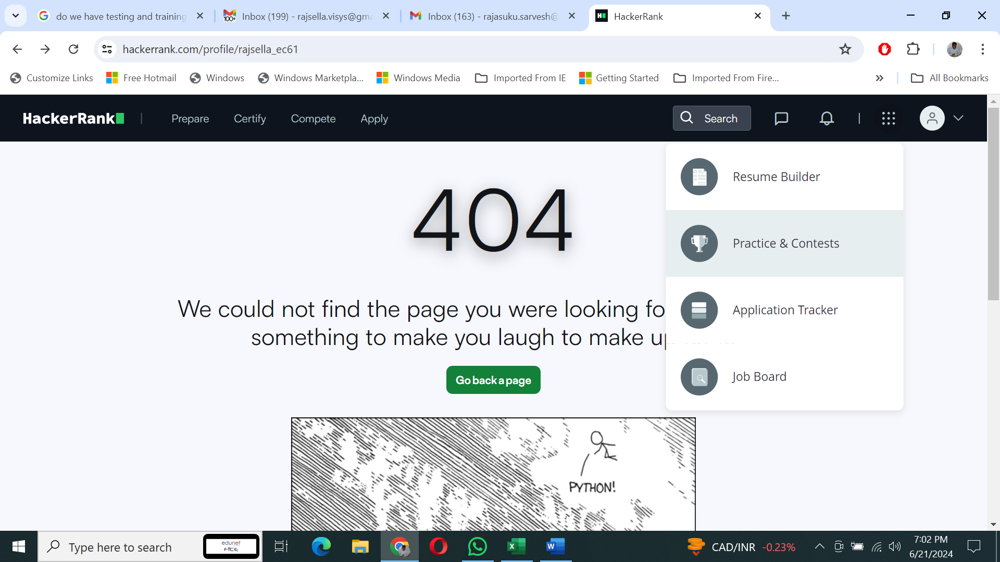 do we have testing and training
Inbox (199) - rajsella.visys@gma
Inbox (163) - rajasuku.sarvesh@
HackerRank
hackerrank.com/profile/rajsella_ec61
Customize Links
Free Hotmail
Windows
Windows Marketpla...
Windows Media
Imported From IE
Getting Started
Imported From Fire...
All Bookmarks
HackerRank
Prepare
Certify
Compete
Apply
Search
404
We could not find the page you were looking fo
something to make you laugh to make up
Go back a page
Resume Builder
Practice & Contests
Application Tracker
Job Board
PYTHON!
Type here to search
edunet
FICE
CAD/INR -0.23%
7:02 PM
6/21/2024